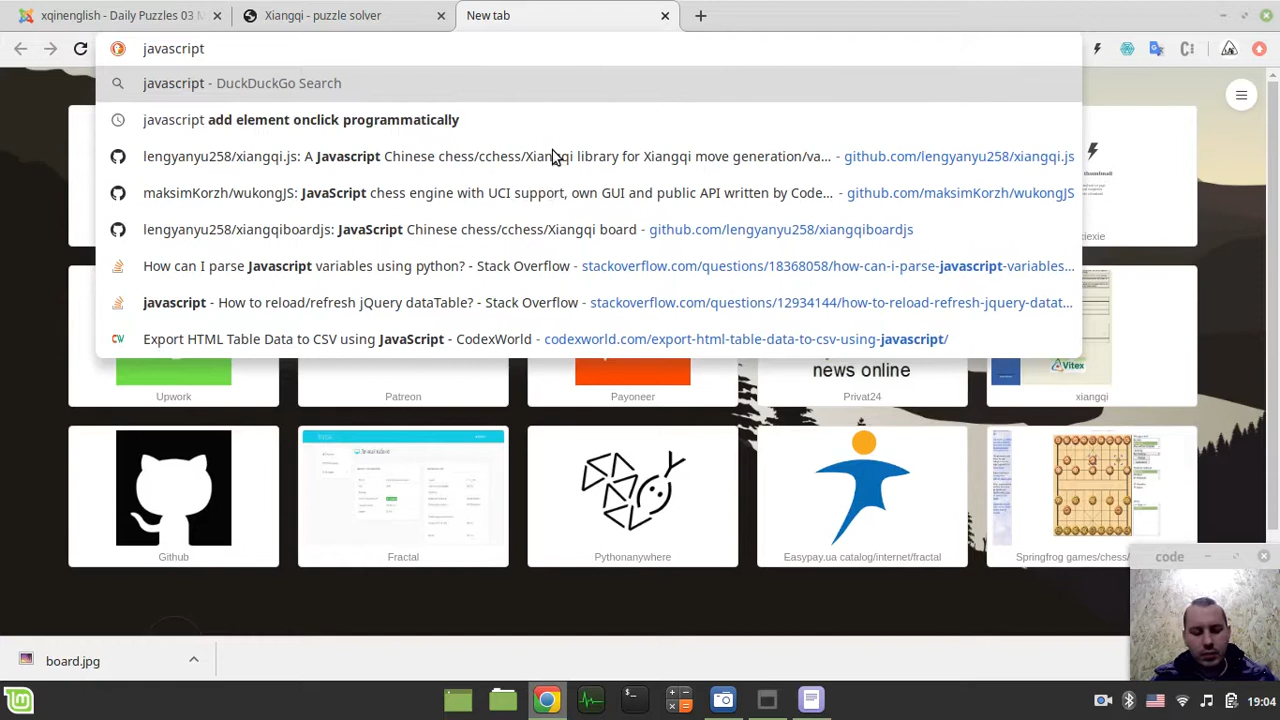 xqinenglish - Daily Puzzles 03 M
Xiangqi - puzzle solver
New tab
javascript
javascript - DuckDuckGo Search
javascript add element onclick programmatically
lengyanyu258/xiangqi.js: A Javascript Chinese chess/cchess/Xiangqi library for Xiangqi move generation/va... - github.com/lengyanyu258/xiangqi.js
maksimKorzh/wukongJS: JavaScript chess engine with UCI support, own GUI and public API written by Code... - github.com/maksimKorzh/wukongJS
lengyanyu258/xiangqiboardjs: JavaScript Chinese chess/cchess/Xiangqi board - github.com/lengyanyu258/xiangqiboardjs
How can I parse Javascript variables using python? - Stack Overflow - stackoverflow.com/questions/18368058/how-can-i-parse-javascript-variables...
javascript - How to reload/refresh jQuery dataTable? - Stack Overflow - stackoverflow.com/questions/12934144/how-to-reload-refresh-jquery-datat...
Export HTML Table Data to CSV using JavaScript - CodexWorld - codexworld.com/export-html-table-data-to-csv-using-javascript/
thumbnail
xiexie
news online
Vitex
Upwork
Patreon
Payoneer
Privat24
xiangqi
Github
Fractal
Pythonanywhere
Easypay.ua catalog/internet/fractal
Springfrog games/chess/
code
board.jpg
19:04